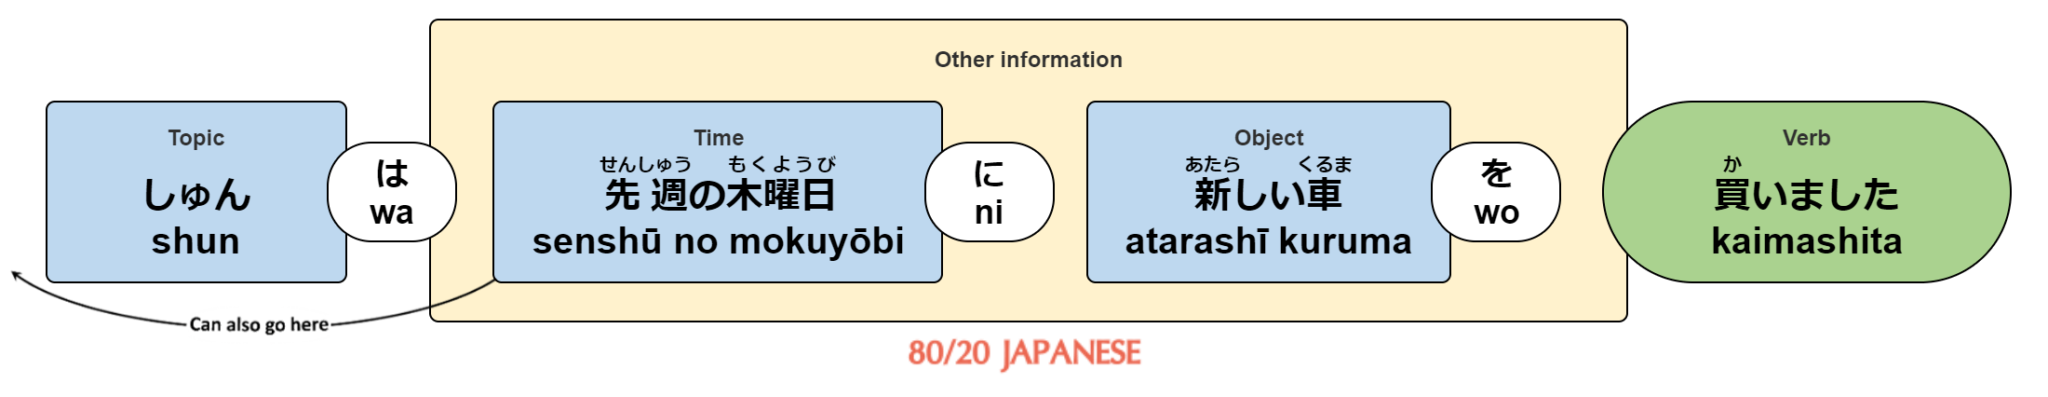 Other information
Topic
しゅん
shun
は
wa
Time
せんしゅう もくようび
先週の木曜日
senshū no mokuyōbi
に
ni
Object
あたら くるま
新しい車
atarashī kuruma
を
wo
Verb
か
買いました
kaimashita
Can also go here
80/20 JAPANESE